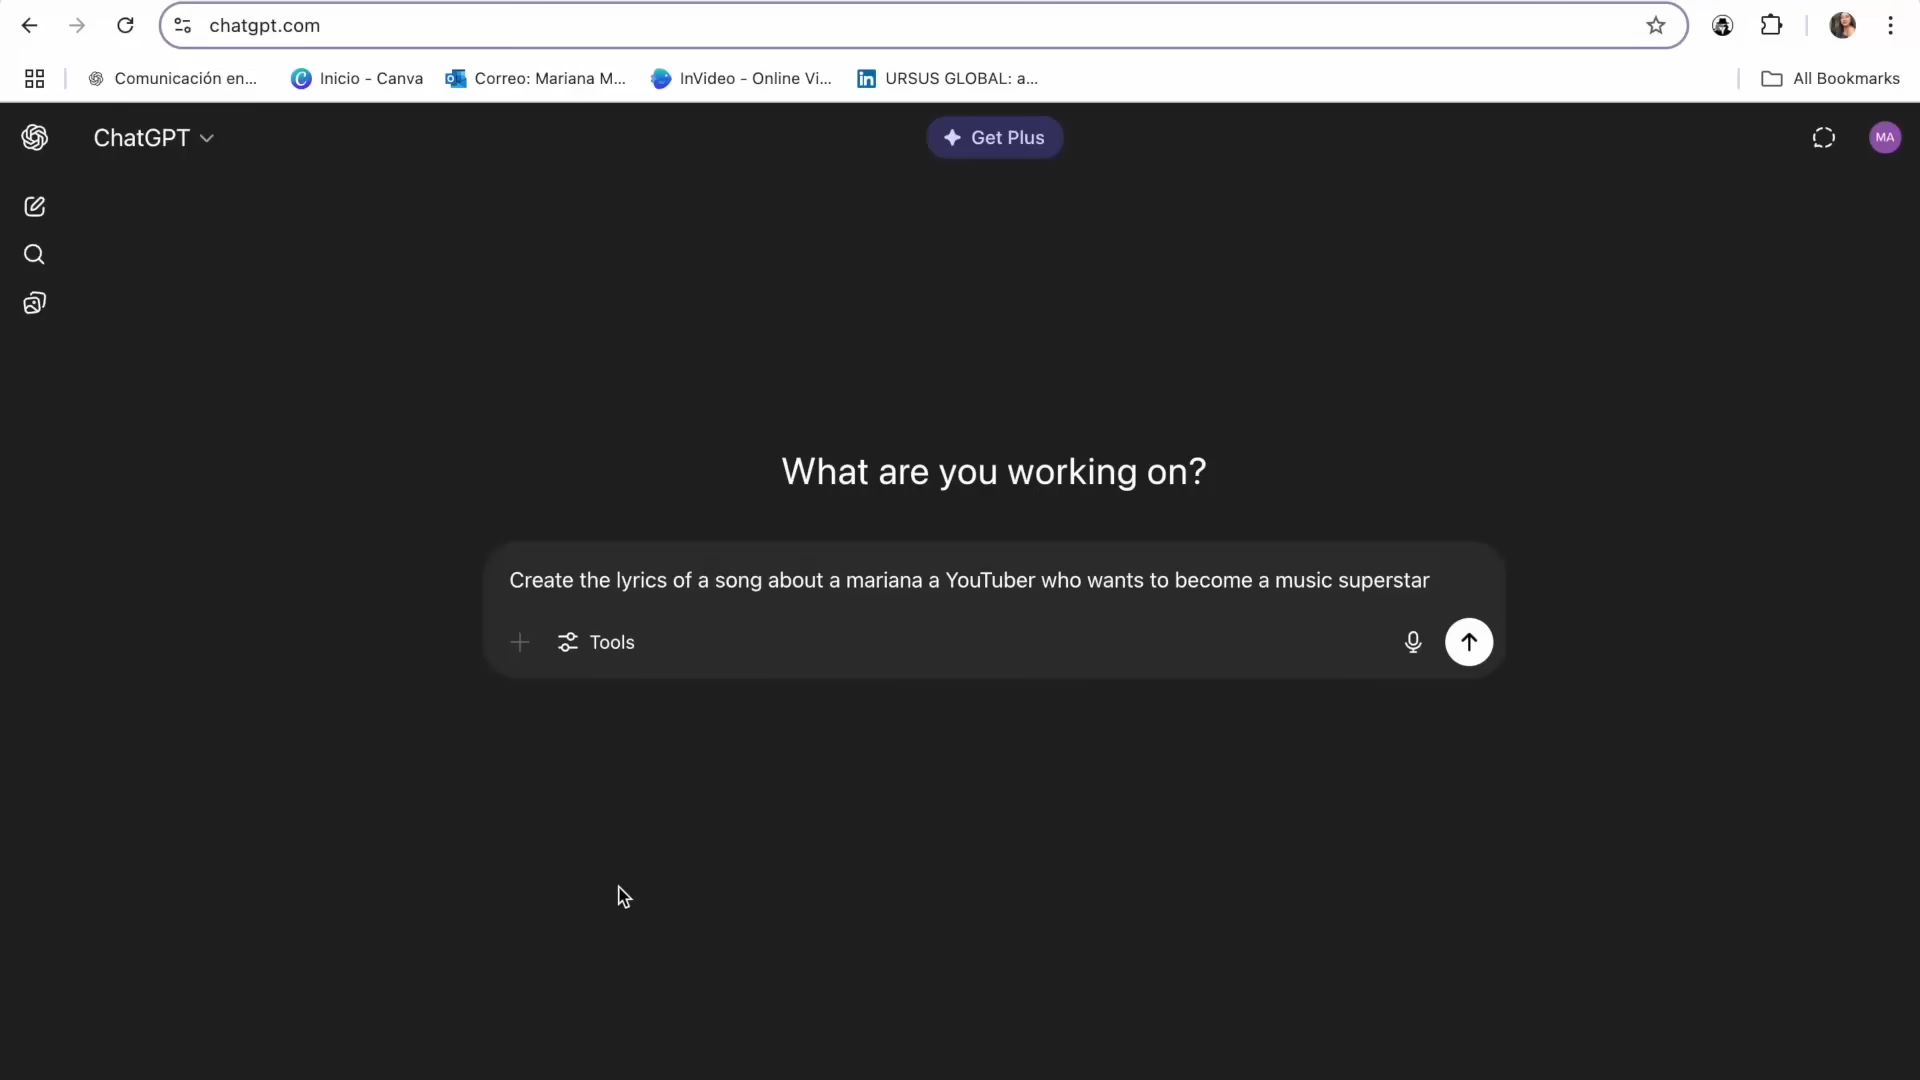 chatgpt.com
Comunicación en...
Inicio - Canva
Correo: Mariana M...
InVideo - Online Vi...
URSUS GLOBAL: a...
All Bookmarks
ChatGPT
Get Plus
MA
What are you working on?
Create the lyrics of a song about a mariana a YouTuber who wants to become a music superstar
Tools